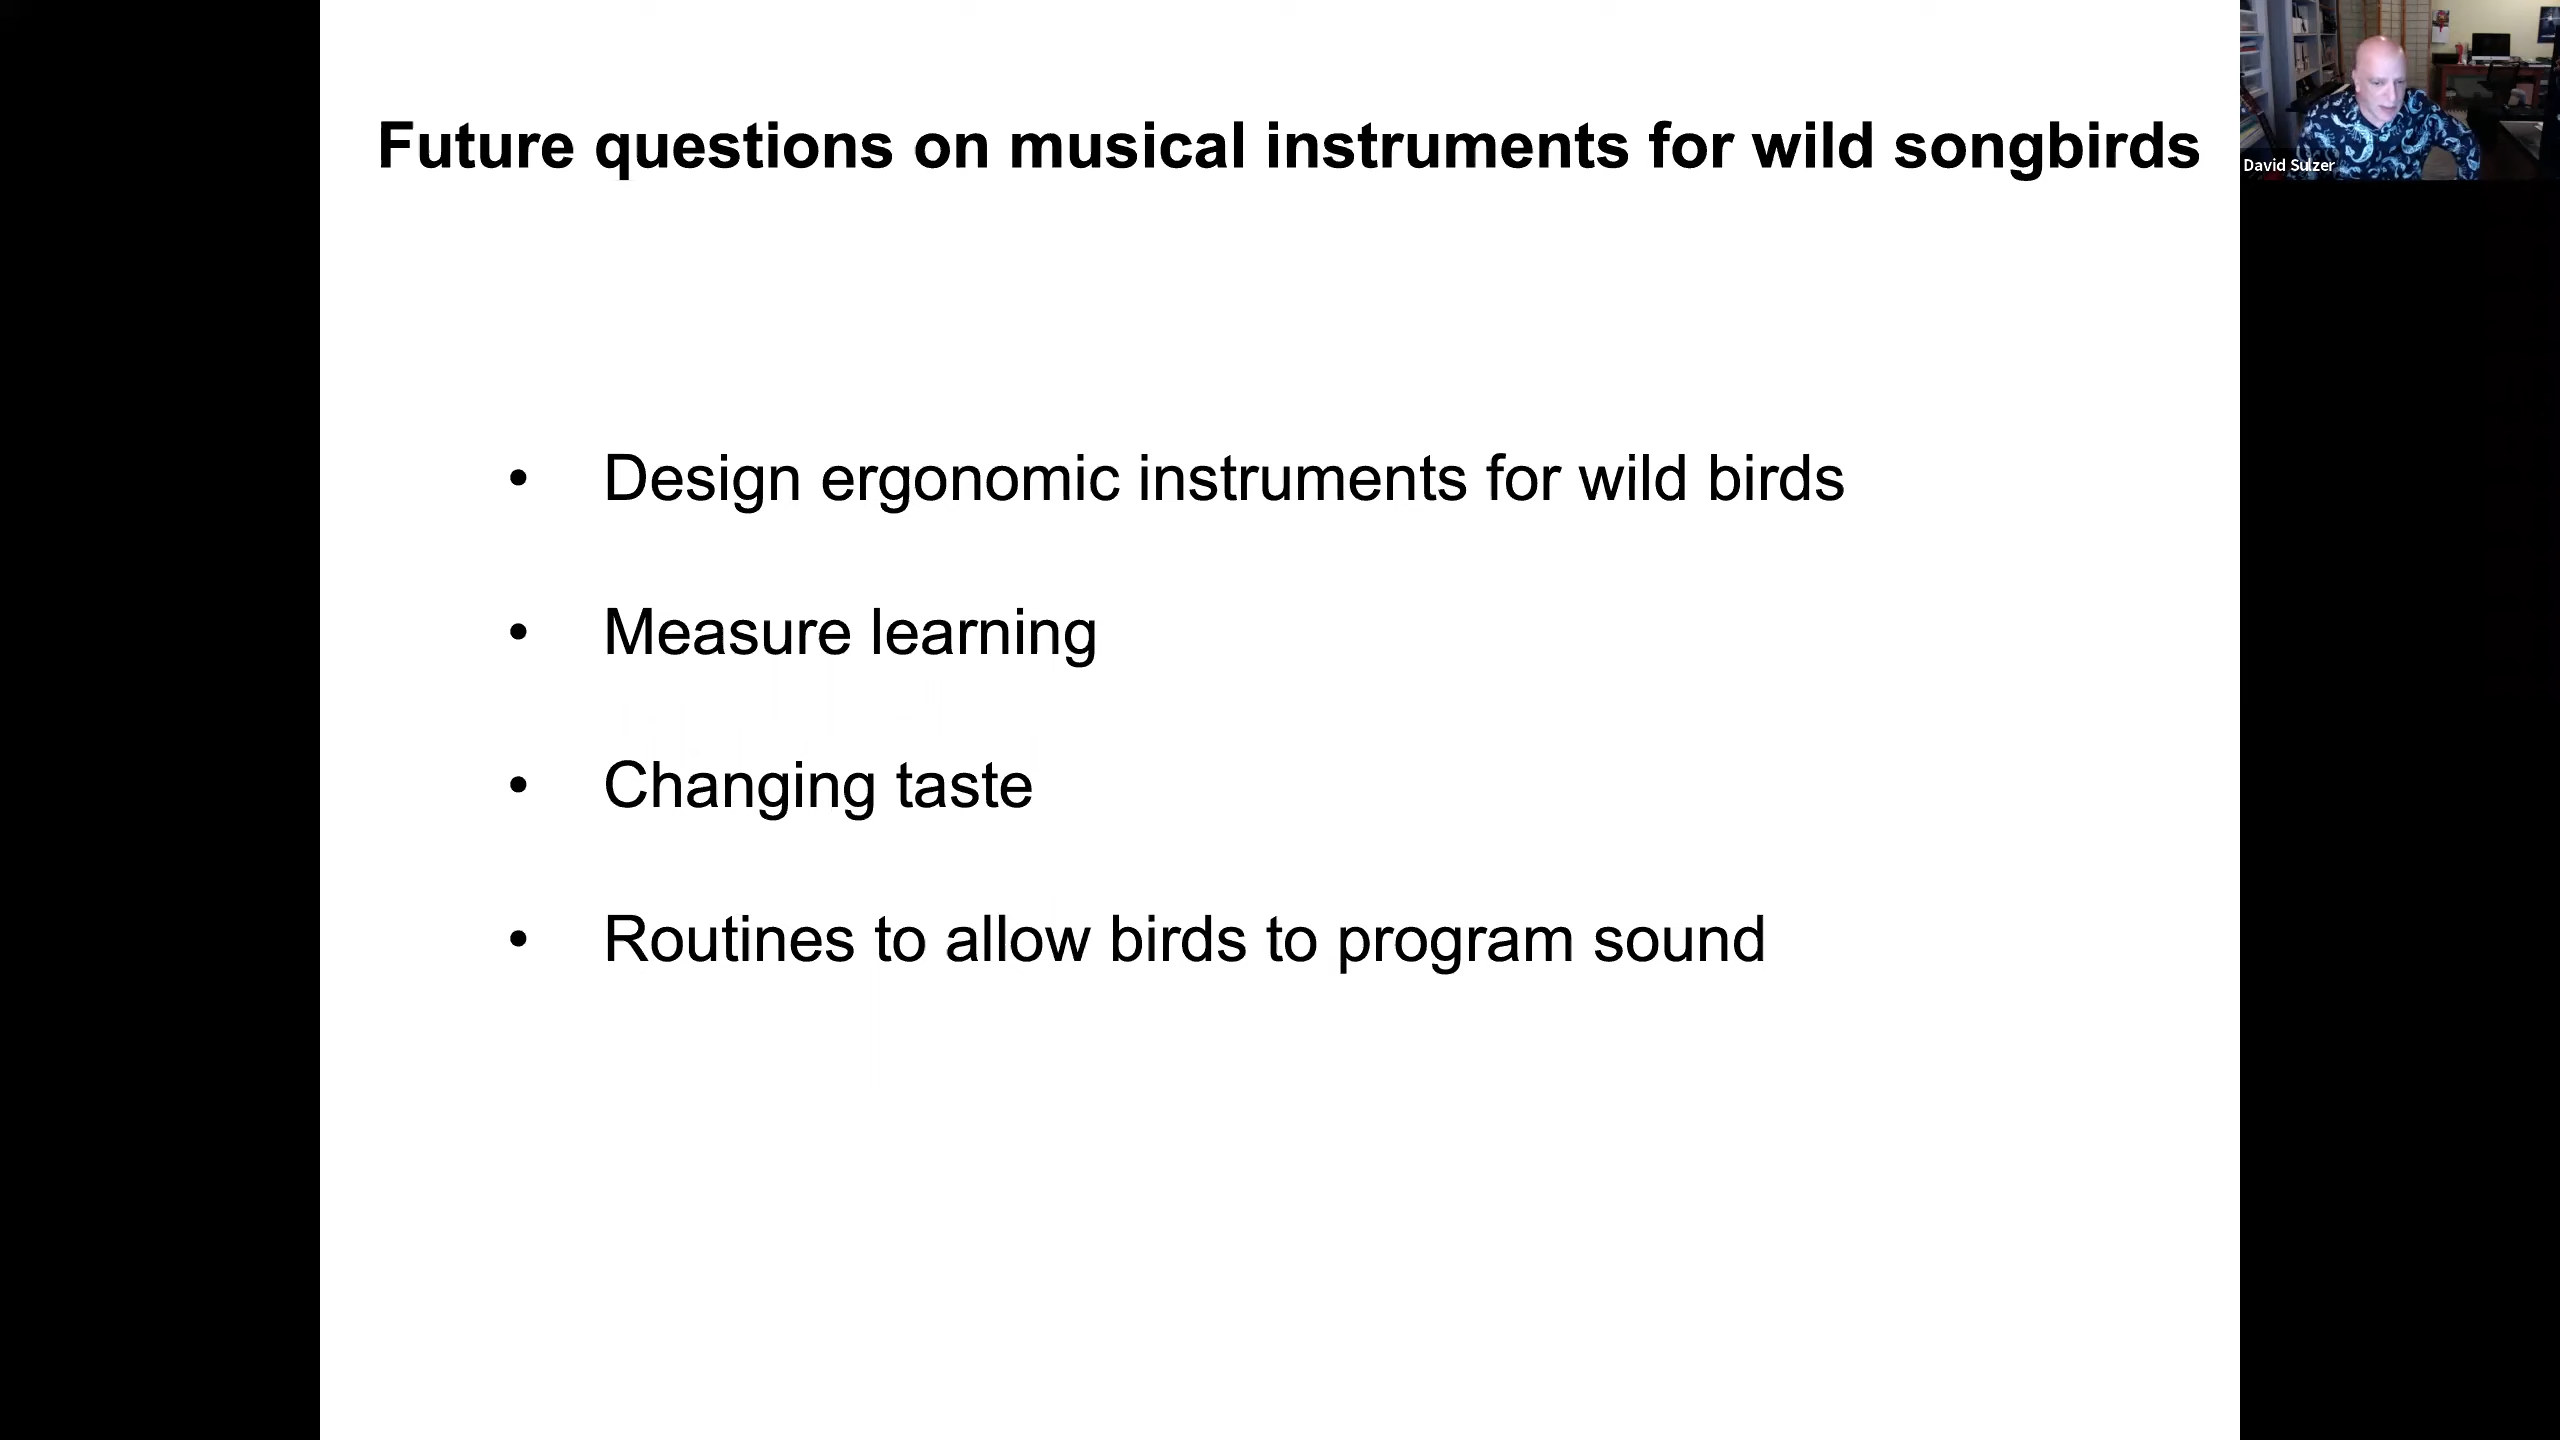 Future questions on musical instruments for wild songbirds
David Sulzer
• Design ergonomic instruments for wild birds
• Measure learning
• Changing taste
• Routines to allow birds to program sound